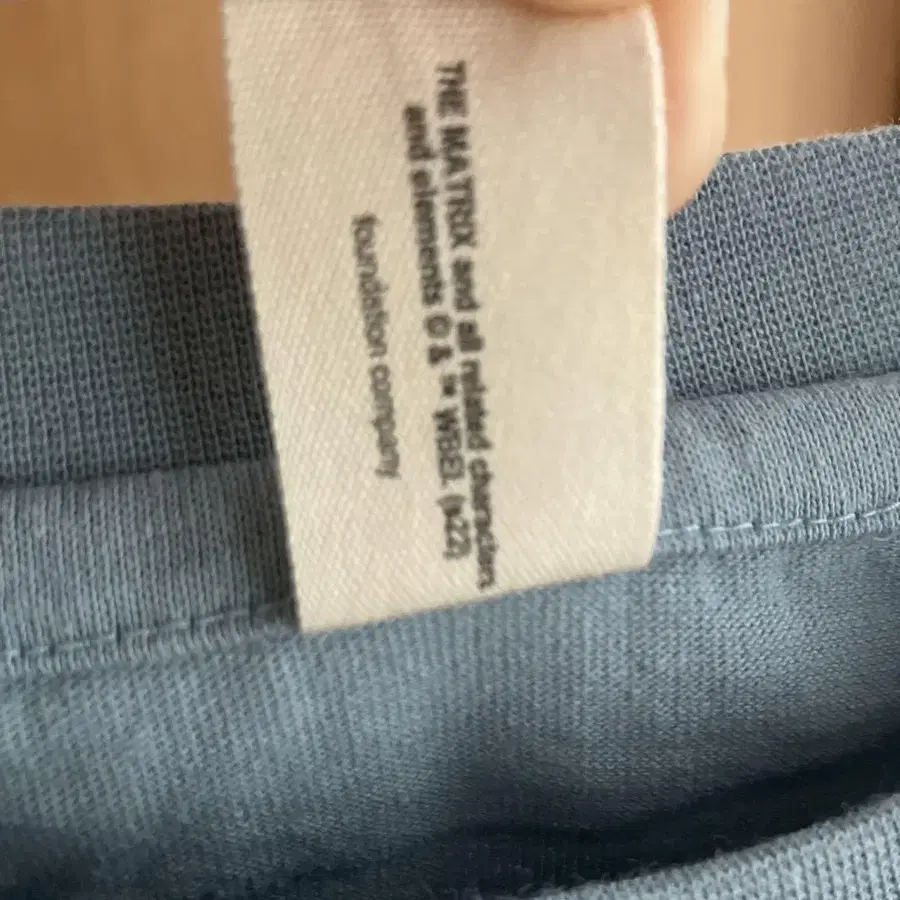 THE MATRIX and all related characters
and elements © & ™ WBEI. (s22)
foundation company